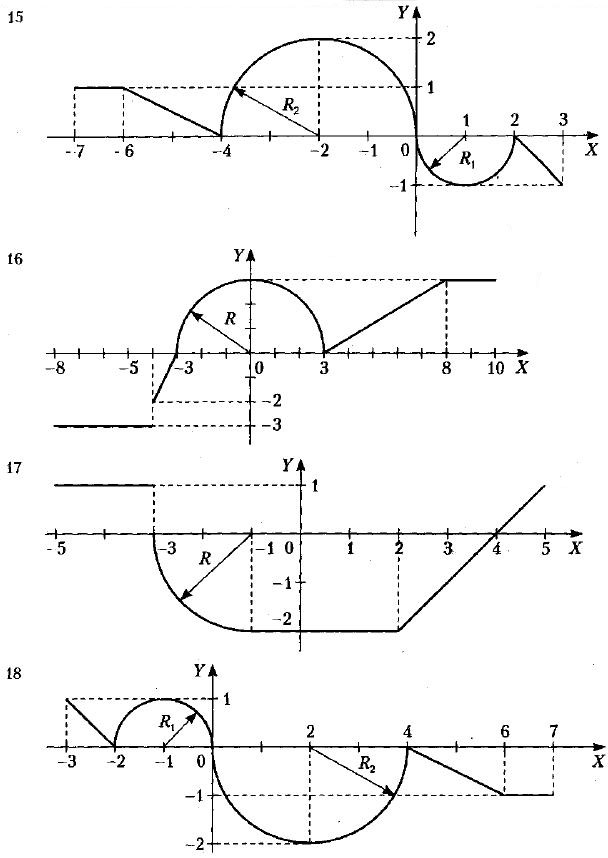 15
Y
2
1
R₂
1 2 3
-7 -6 -4 -2 -1 0 R₁ X
-1
16
Y
R
-8 -5 -3 0 3 8 10 X
-2
-3
17
Y
1
-5 -3 -1 0 1 2 3 4 5 X
R
-1
-2
18
Y
1
R₁
2 4 6 7
-3 -2 -1 0 R₂ X
-1
-2